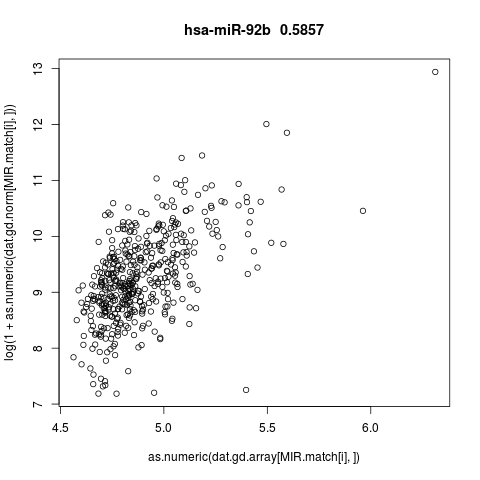 hsa-miR-92b 0.5857
log(1 + as.numeric(dat.gd.norm[MIR.match[i], ]))
13
12
11
10
9
8
7
4.5 5.0 5.5 6.0
as.numeric(dat.gd.array[MIR.match[i], ])